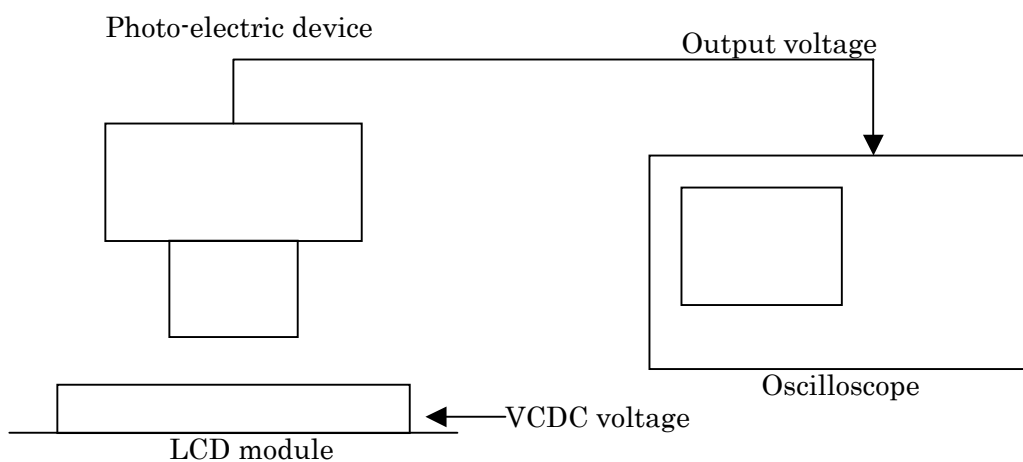 Photo-electric device
Output voltage
Oscilloscope
VCDC voltage
LCD module